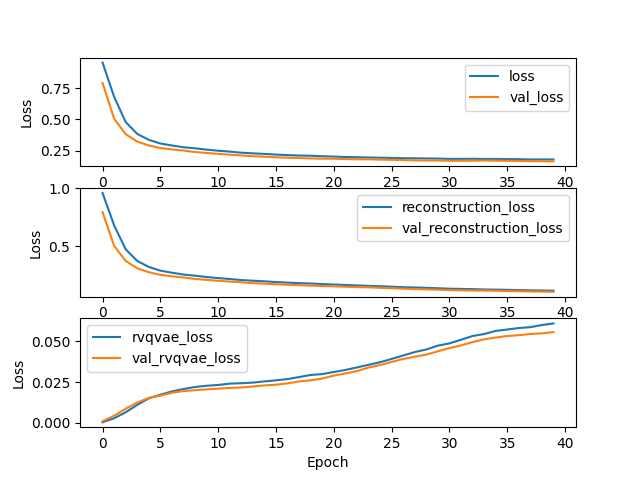 Loss
0.75
0.50
0.25
loss
val_loss
0 5 10 15 20 25 30 35 40
Loss
1.0
0.5
reconstruction_loss
val_reconstruction_loss
0 5 10 15 20 25 30 35 40
Loss
0.050
0.025
0.000
rvqvae_loss
val_rvqvae_loss
0 5 10 15 20 25 30 35 40
Epoch